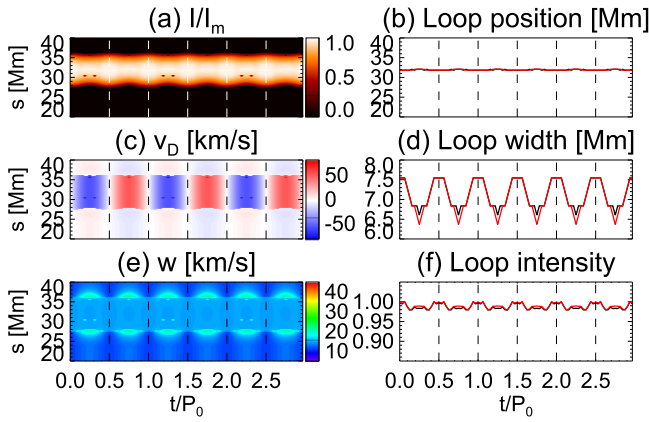 (a) I/Iₘ
(b) Loop position [Mm]
s [Mm]
40
35
30
25
20
1.0
0.5
0.0
40
35
30
25
20
(c) v_D [km/s]
(d) Loop width [Mm]
s [Mm]
40
35
30
25
20
50
0
-50
8.0
7.5
7.0
6.5
6.0
(e) w [km/s]
(f) Loop intensity
s [Mm]
40
35
30
25
20
40
30
20
10
1.00
0.95
0.90
0.0 0.5 1.0 1.5 2.0 2.5
0.0 0.5 1.0 1.5 2.0 2.5
t/P₀
t/P₀